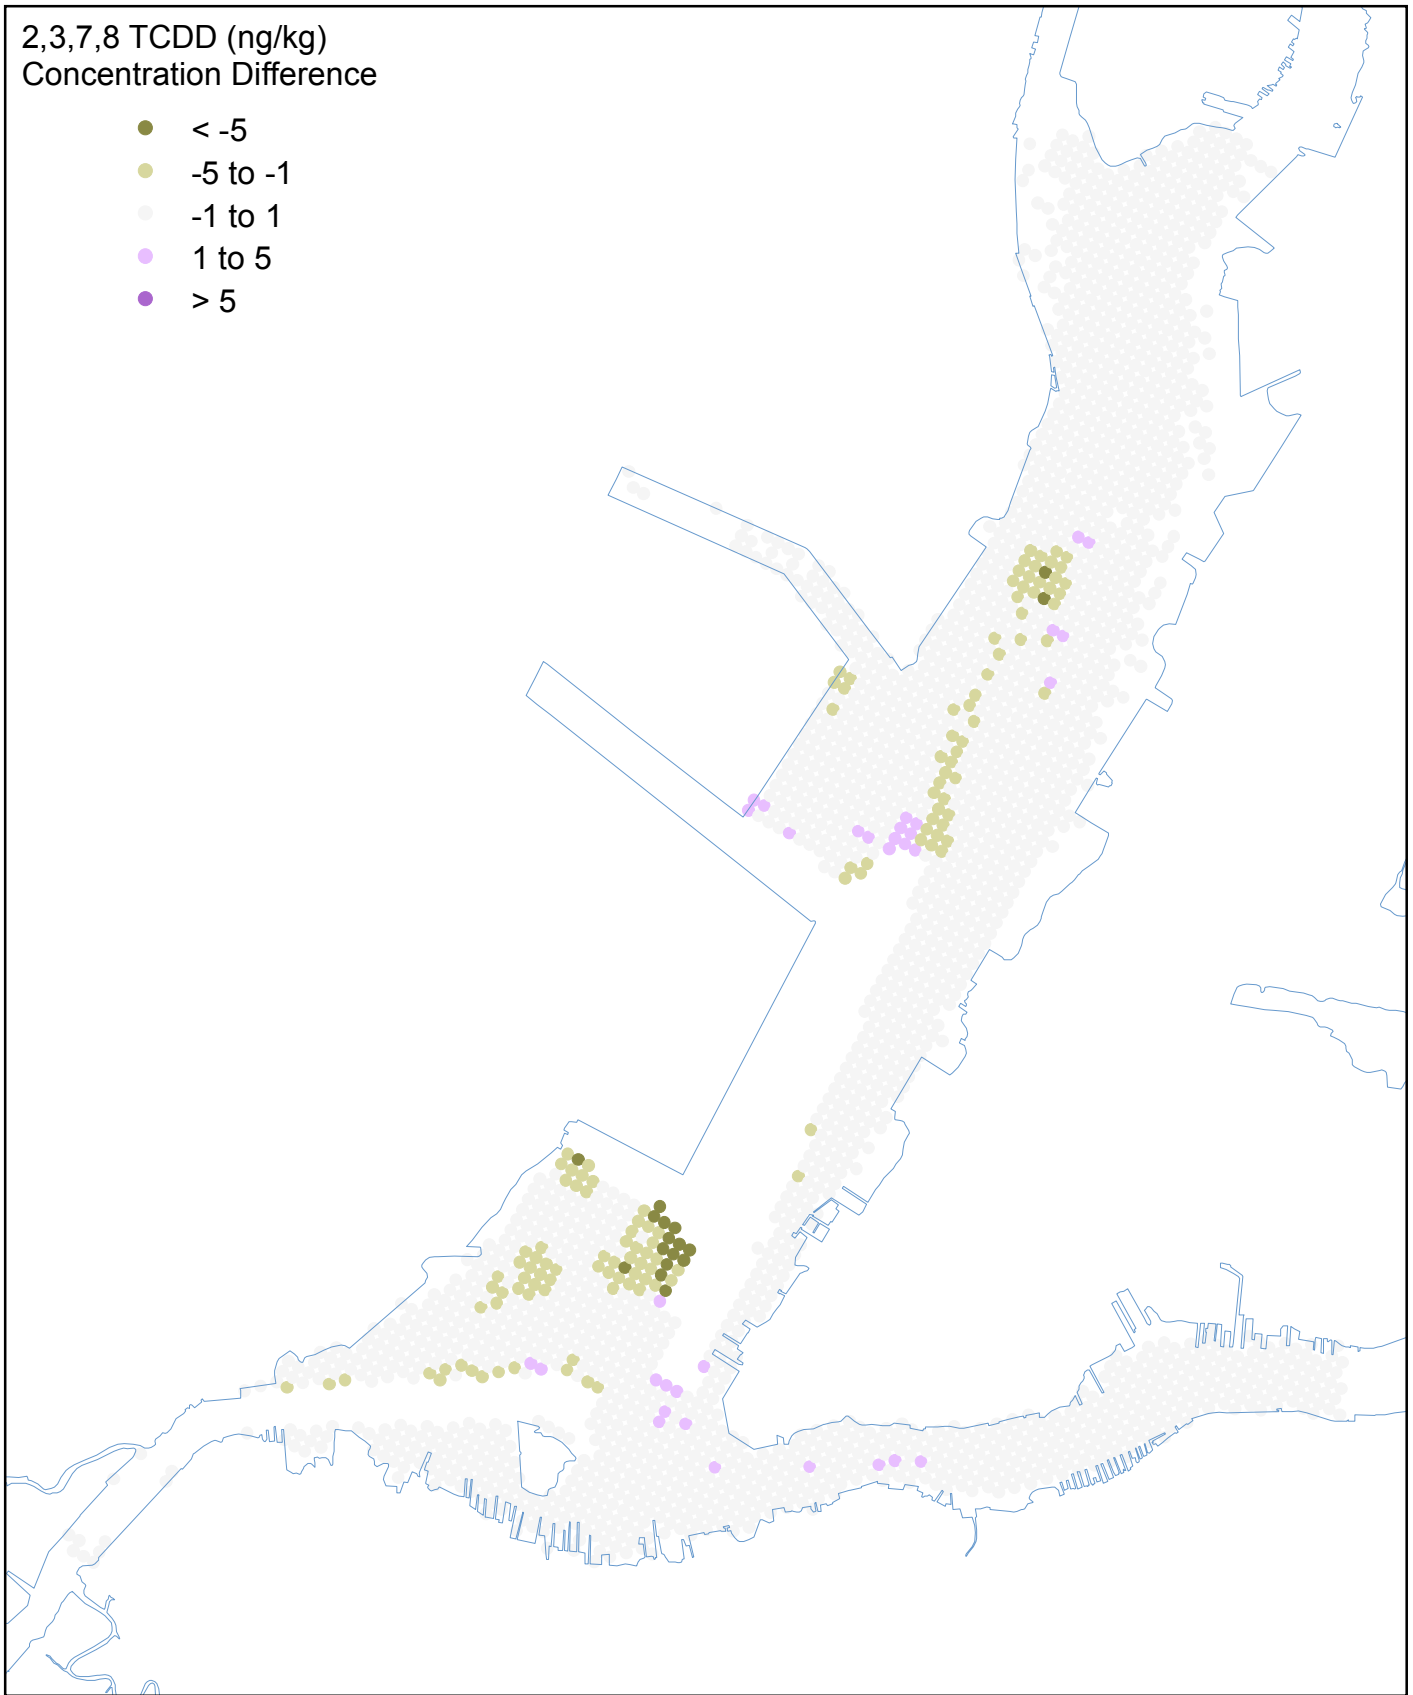 2,3,7,8 TCDD (ng/kg)
Concentration Difference
< -5
-5 to -1
-1 to 1
1 to 5
> 5